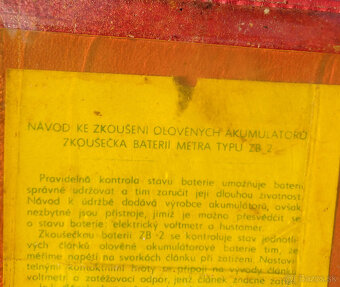 NÁVOD KE ZKOUŠENÍ OLOVĚNÝCH AKUMULÁTORŮ
ZKOUŠEČKA BATERIÍ METRA TYPU ZB 2
Pravidelná kontrola stavu baterie umožňuje baterii
správně udržovat a tím zaručit její dlouhou životnost.
Návod k údržbě dodává výrobce akumulátorů, ovšak
nezbytné jsou přístroje, jimiž je možno přesvědčit se
o stavu baterie: elektrický voltmetr a hustoměr.
Zkoušečkou baterií ZB-2 se kontroluje stav jednotli-
vých článků olověné akumulátorové baterie tím, že
měříme napětí na svorkách článku při zatížení. Nosta-
vitelnými kontaktními hroty se připojí na vývody článku
voltmetr a zatěžovací odpor, jenž článek značně zatíží